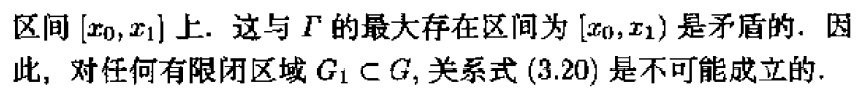 区间 [x₀, x₁] 上. 这与 Γ 的最大存在区间为 [x₀, x₁) 是矛盾的. 因
此, 对任何有限闭区域 G₁ ⊂ G, 关系式 (3.20) 是不可能成立的.